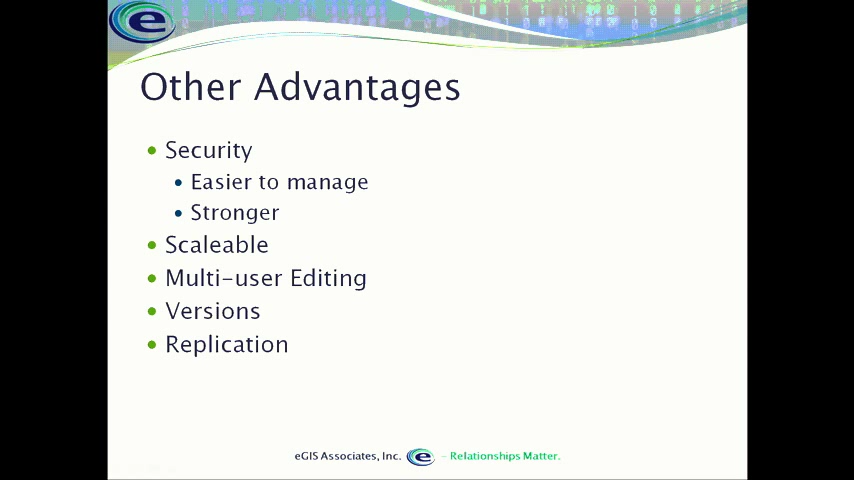 e
Other Advantages
• Security
• Easier to manage
• Stronger
• Scaleable
• Multi-user Editing
• Versions
• Replication
eGIS Associates, Inc. e - Relationships Matter.